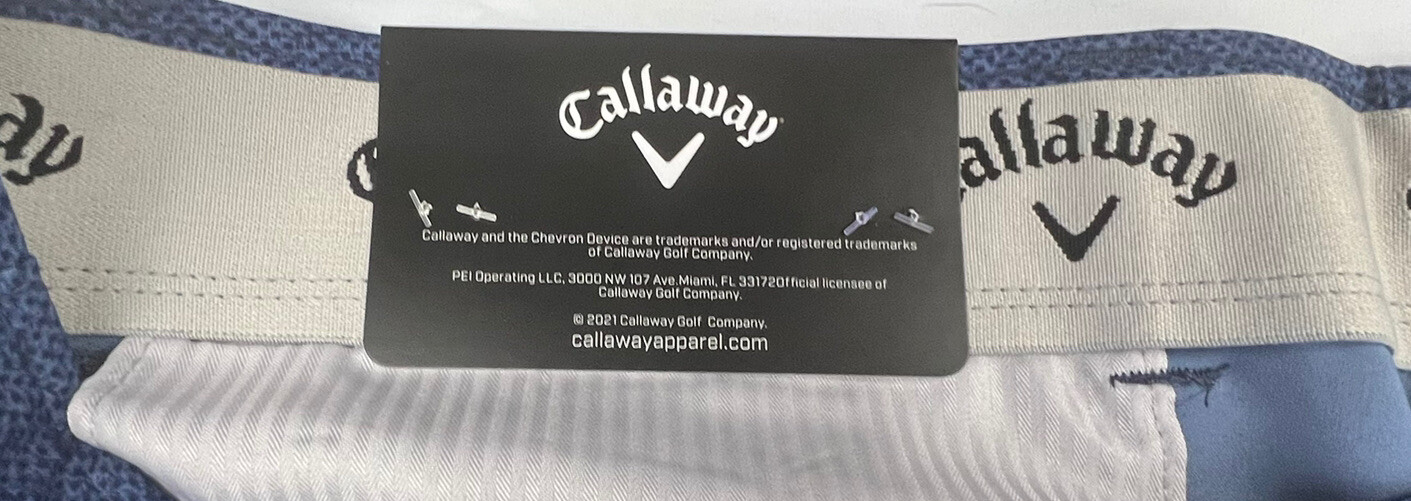 Callaway
Callaway and the Chevron Device are trademarks and/or registered trademarks
of Callaway Golf Company.
PEI Operating LLC, 3000 NW 107 Ave.Miami, FL 33172Official licensee of
Callaway Golf Company.
© 2021 Callaway Golf Company.
callawayapparel.com
ay
allaway